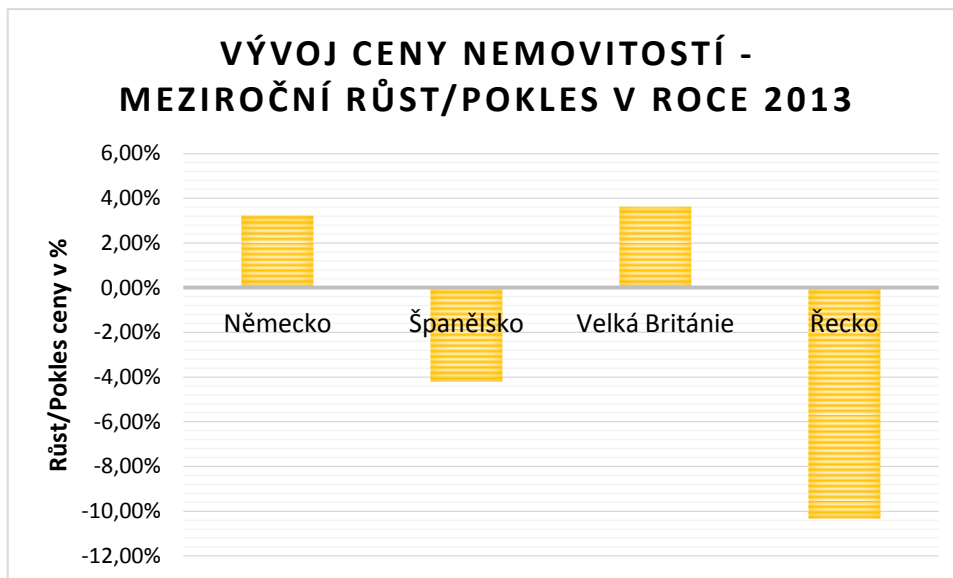 VÝVOJ CENY NEMOVITOSTÍ -
MEZIROČNÍ RŮST/POKLES V ROCE 2013
Růst/Pokles ceny v %
6,00%
4,00%
2,00%
0,00%
-2,00%
-4,00%
-6,00%
-8,00%
-10,00%
-12,00%
Německo
Španělsko
Velká Británie
Řecko